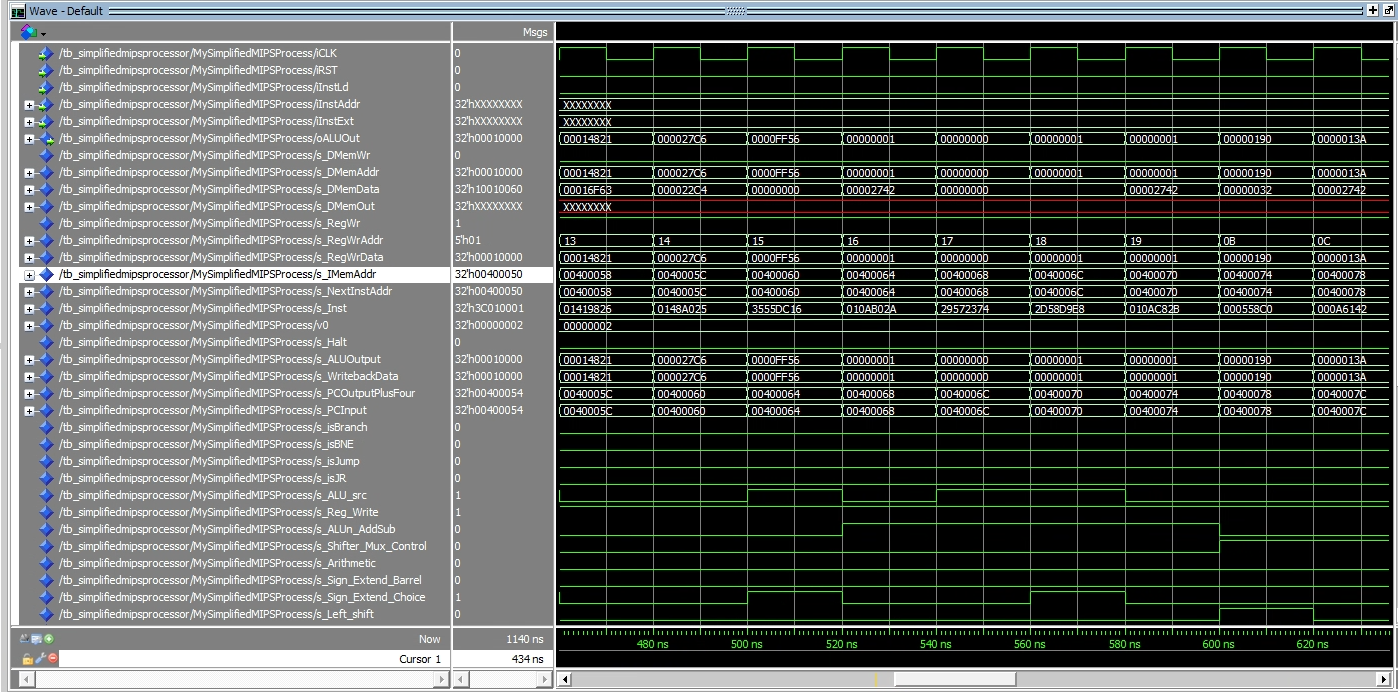 Wave - Default
Msgs
/tb_simplifiedmipsprocessor/MySimplifiedMIPSProcess/iCLK 0
/tb_simplifiedmipsprocessor/MySimplifiedMIPSProcess/iRST 0
/tb_simplifiedmipsprocessor/MySimplifiedMIPSProcess/iInstLd 0
/tb_simplifiedmipsprocessor/MySimplifiedMIPSProcess/iInstAddr 32'hXXXXXXXX XXXXXXXX
/tb_simplifiedmipsprocessor/MySimplifiedMIPSProcess/iInstExt 32'hXXXXXXXX XXXXXXXX
/tb_simplifiedmipsprocessor/MySimplifiedMIPSProcess/oALUOut 32'h00010000 00014821 000027C6 0000FF56 00000001 00000000 00000001 00000001 00000190 0000013A
/tb_simplifiedmipsprocessor/MySimplifiedMIPSProcess/s_DMemWr 0
/tb_simplifiedmipsprocessor/MySimplifiedMIPSProcess/s_DMemAddr 32'h00010000 00014821 000027C6 0000FF56 00000001 00000000 00000001 00000001 00000190 0000013A
/tb_simplifiedmipsprocessor/MySimplifiedMIPSProcess/s_DMemData 32'h10010060 00016F63 000022C4 00000000 00002742 00000000 00002742 00000032 00002742
/tb_simplifiedmipsprocessor/MySimplifiedMIPSProcess/s_DMemOut 32'hXXXXXXXX XXXXXXXX
/tb_simplifiedmipsprocessor/MySimplifiedMIPSProcess/s_RegWr 1
/tb_simplifiedmipsprocessor/MySimplifiedMIPSProcess/s_RegWrAddr 5'h01 13 14 15 16 17 18 19 0B 0C
/tb_simplifiedmipsprocessor/MySimplifiedMIPSProcess/s_RegWrData 32'h00010000 00014821 000027C6 0000FF56 00000001 00000000 00000001 00000001 00000190 0000013A
/tb_simplifiedmipsprocessor/MySimplifiedMIPSProcess/s_IMemAddr 32'h00400050 00400058 0040005C 00400060 00400064 00400068 0040006C 00400070 00400074 00400078
/tb_simplifiedmipsprocessor/MySimplifiedMIPSProcess/s_NextInstAddr 32'h00400050 00400058 0040005C 00400060 00400064 00400068 0040006C 00400070 00400074 00400078
/tb_simplifiedmipsprocessor/MySimplifiedMIPSProcess/s_Inst 32'h3C010001 01419826 0148A025 3555DC16 010AB02A 29572374 2D58D9E8 010AC82B 000558C0 000A6142
/tb_simplifiedmipsprocessor/MySimplifiedMIPSProcess/v0 32'h00000002 00000002
/tb_simplifiedmipsprocessor/MySimplifiedMIPSProcess/s_Halt 0
/tb_simplifiedmipsprocessor/MySimplifiedMIPSProcess/s_ALUOutput 32'h00010000 00014821 000027C6 0000FF56 00000001 00000000 00000001 00000001 00000190 0000013A
/tb_simplifiedmipsprocessor/MySimplifiedMIPSProcess/s_WritebackData 32'h00010000 00014821 000027C6 0000FF56 00000001 00000000 00000001 00000001 00000190 0000013A
/tb_simplifiedmipsprocessor/MySimplifiedMIPSProcess/s_PCOutputPlusFour 32'h00400054 0040005C 00400060 00400064 00400068 0040006C 00400070 00400074 00400078 0040007C
/tb_simplifiedmipsprocessor/MySimplifiedMIPSProcess/s_PCInput 32'h00400054 0040005C 00400060 00400064 00400068 0040006C 00400070 00400074 00400078 0040007C
/tb_simplifiedmipsprocessor/MySimplifiedMIPSProcess/s_isBranch 0
/tb_simplifiedmipsprocessor/MySimplifiedMIPSProcess/s_isBNE 0
/tb_simplifiedmipsprocessor/MySimplifiedMIPSProcess/s_isJump 0
/tb_simplifiedmipsprocessor/MySimplifiedMIPSProcess/s_isJR 0
/tb_simplifiedmipsprocessor/MySimplifiedMIPSProcess/s_ALU_src 1
/tb_simplifiedmipsprocessor/MySimplifiedMIPSProcess/s_Reg_Write 1
/tb_simplifiedmipsprocessor/MySimplifiedMIPSProcess/s_ALUn_AddSub 0
/tb_simplifiedmipsprocessor/MySimplifiedMIPSProcess/s_Shifter_Mux_Control 0
/tb_simplifiedmipsprocessor/MySimplifiedMIPSProcess/s_Arithmetic 0
/tb_simplifiedmipsprocessor/MySimplifiedMIPSProcess/s_Sign_Extend_Barrel 0
/tb_simplifiedmipsprocessor/MySimplifiedMIPSProcess/s_Sign_Extend_Choice 1
/tb_simplifiedmipsprocessor/MySimplifiedMIPSProcess/s_Left_shift 0
Now 1140 ns 480 ns 500 ns 520 ns 540 ns 560 ns 580 ns 600 ns 620 ns
Cursor 1 434 ns